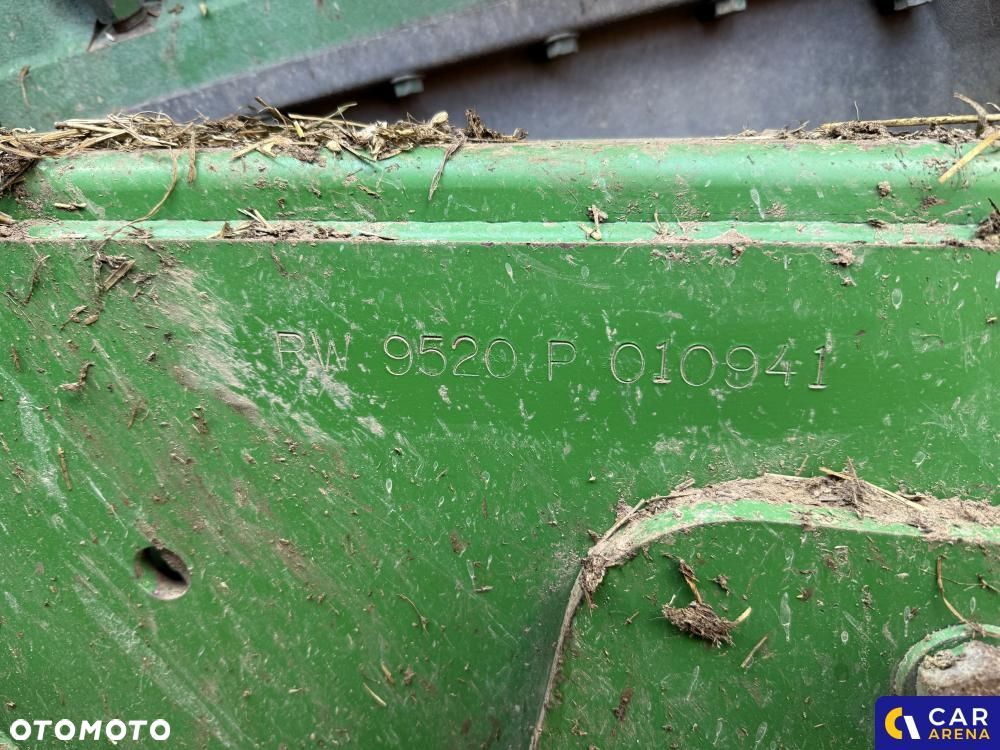 RW 9520 P 010941
OTOMOTO
CAR
ARENA